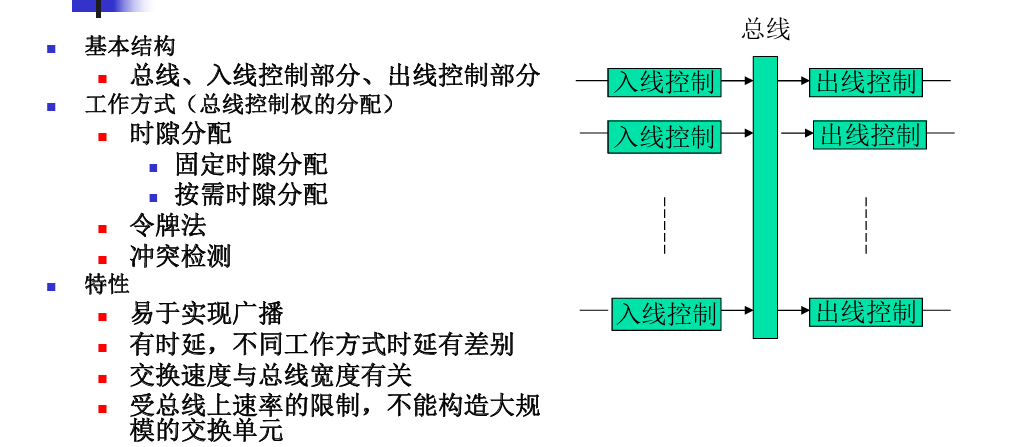 基本结构
总线、入线控制部分、出线控制部分
工作方式（总线控制权的分配）
时隙分配
固定时隙分配
按需时隙分配
令牌法
冲突检测
特性
易于实现广播
有时延，不同工作方式时延有差别
交换速度与总线宽度有关
受总线上速率的限制，不能构造大规
模的交换单元
总线
入线控制
出线控制
入线控制
出线控制
入线控制
出线控制